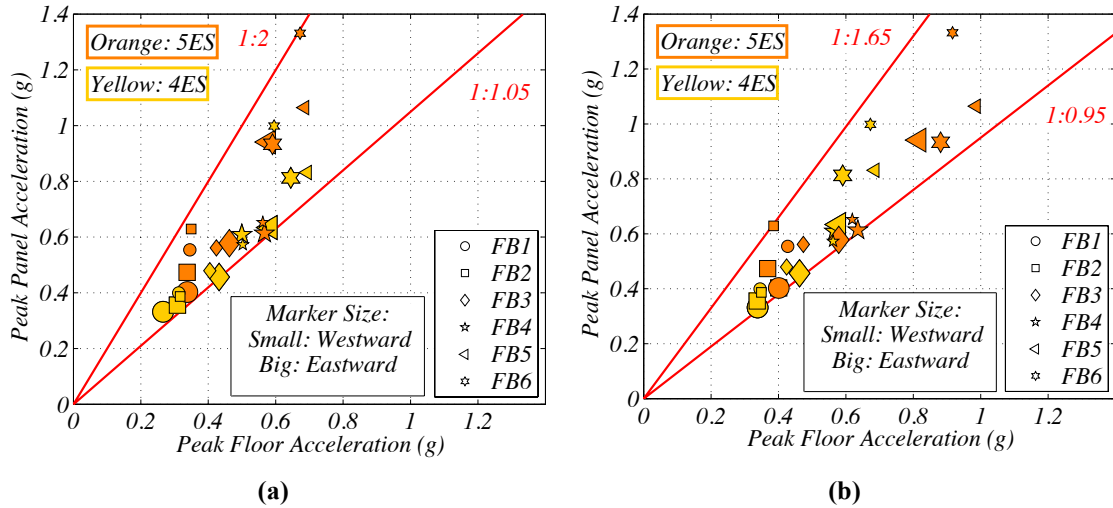 Orange: 5ES
Yellow: 4ES
1:2
1:1.05
Peak Panel Acceleration (g)
1.4
1.2
1
0.8
0.6
0.4
0.2
0
0.2
0.4
0.6
0.8
1
1.2
Peak Floor Acceleration (g)
Marker Size:
Small: Westward
Big: Eastward
FB1
FB2
FB3
FB4
FB5
FB6
(a)
Orange: 5ES
Yellow: 4ES
1:1.65
1:0.95
Peak Panel Acceleration (g)
1.4
1.2
1
0.8
0.6
0.4
0.2
0
0
0.2
0.4
0.6
0.8
1
1.2
Peak Floor Acceleration (g)
Marker Size:
Small: Westward
Big: Eastward
FB1
FB2
FB3
FB4
FB5
FB6
(b)